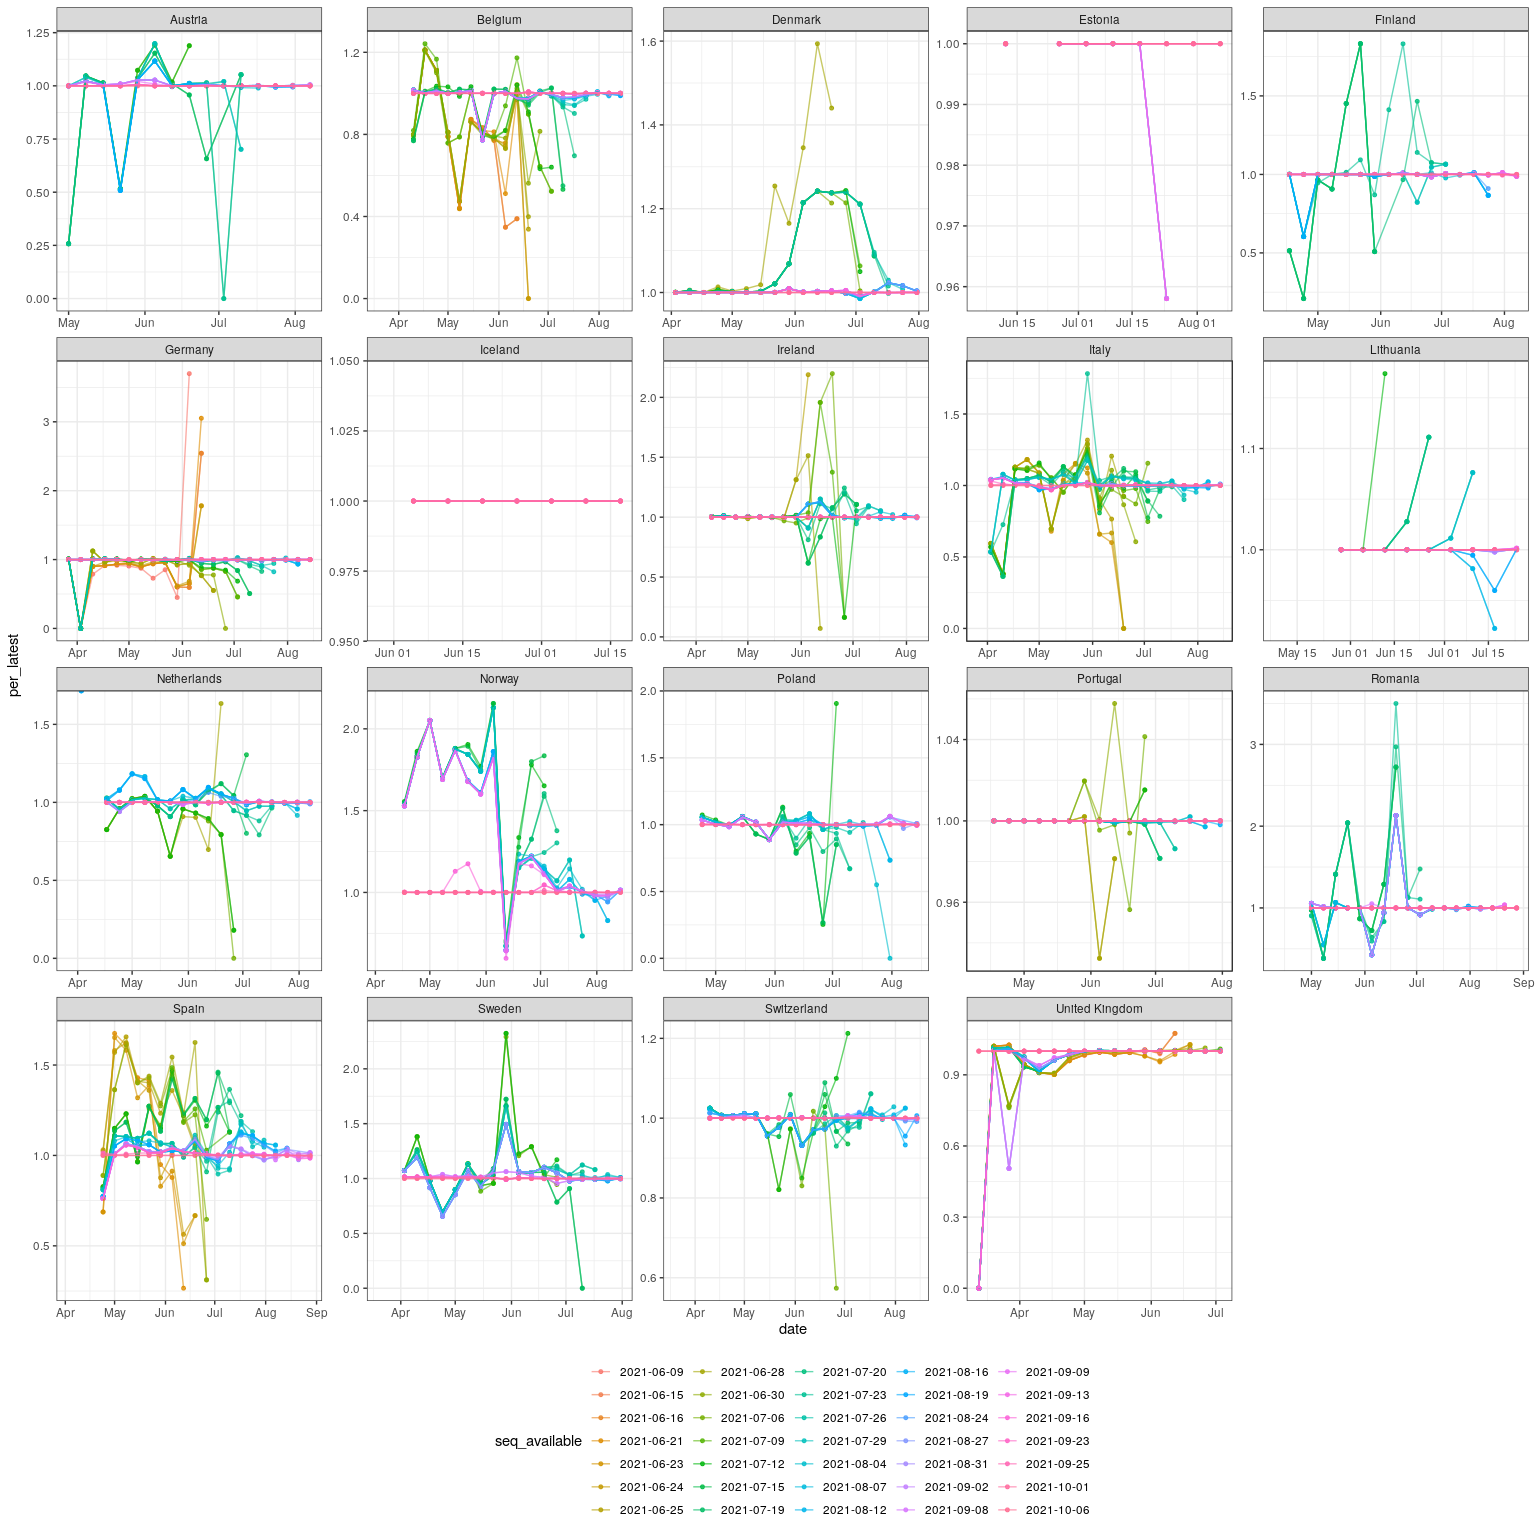 Austria
Belgium
Denmark
Estonia
Finland
1.25
1.00
0.75
0.50
0.25
0.00
1.2
0.8
0.4
0.0
1.6
1.4
1.2
1.0
1.00
0.99
0.98
0.97
0.96
1.5
1.0
0.5
May Jun Jul Aug
Apr May Jun Jul Aug
Apr May Jun Jul Aug
Jun 15 Jul 01 Jul 15 Aug 01
May Jun Jul Aug
Germany
Iceland
Ireland
Italy
Lithuania
3
2
1
0
1.050
1.025
1.000
0.975
0.950
2.0
1.5
1.0
0.5
0.0
1.5
1.0
0.5
0.0
1.1
1.0
Apr May Jun Jul Aug
Jun 01 Jun 15 Jul 01 Jul 15
Apr May Jun Jul Aug
Apr May Jun Jul Aug
May 15 Jun 01 Jun 15 Jul 01 Jul 15
per_latest
Netherlands
Norway
Poland
Portugal
Romania
1.5
1.0
0.5
0.0
2.0
1.5
1.0
2.0
1.5
1.0
0.5
0.0
1.04
1.00
0.96
3
2
1
Apr May Jun Jul Aug
Apr May Jun Jul Aug
May Jun Jul Aug
May Jun Jul Aug
May Jun Jul Aug Sep
Spain
Sweden
Switzerland
United Kingdom
1.5
1.0
0.5
2.0
1.5
1.0
0.5
0.0
1.2
1.0
0.8
0.6
0.9
0.6
0.3
0.0
Apr May Jun Jul Aug Sep
Apr May Jun Jul Aug
Apr May Jun Jul Aug
Apr May Jun Jul
date
seq_available
2021-06-09
2021-06-15
2021-06-16
2021-06-21
2021-06-23
2021-06-24
2021-06-25
2021-06-28
2021-06-30
2021-07-06
2021-07-09
2021-07-12
2021-07-15
2021-07-19
2021-07-20
2021-07-23
2021-07-26
2021-07-29
2021-08-04
2021-08-07
2021-08-12
2021-08-16
2021-08-19
2021-08-24
2021-08-27
2021-08-31
2021-09-02
2021-09-08
2021-09-09
2021-09-13
2021-09-16
2021-09-23
2021-09-25
2021-10-01
2021-10-06